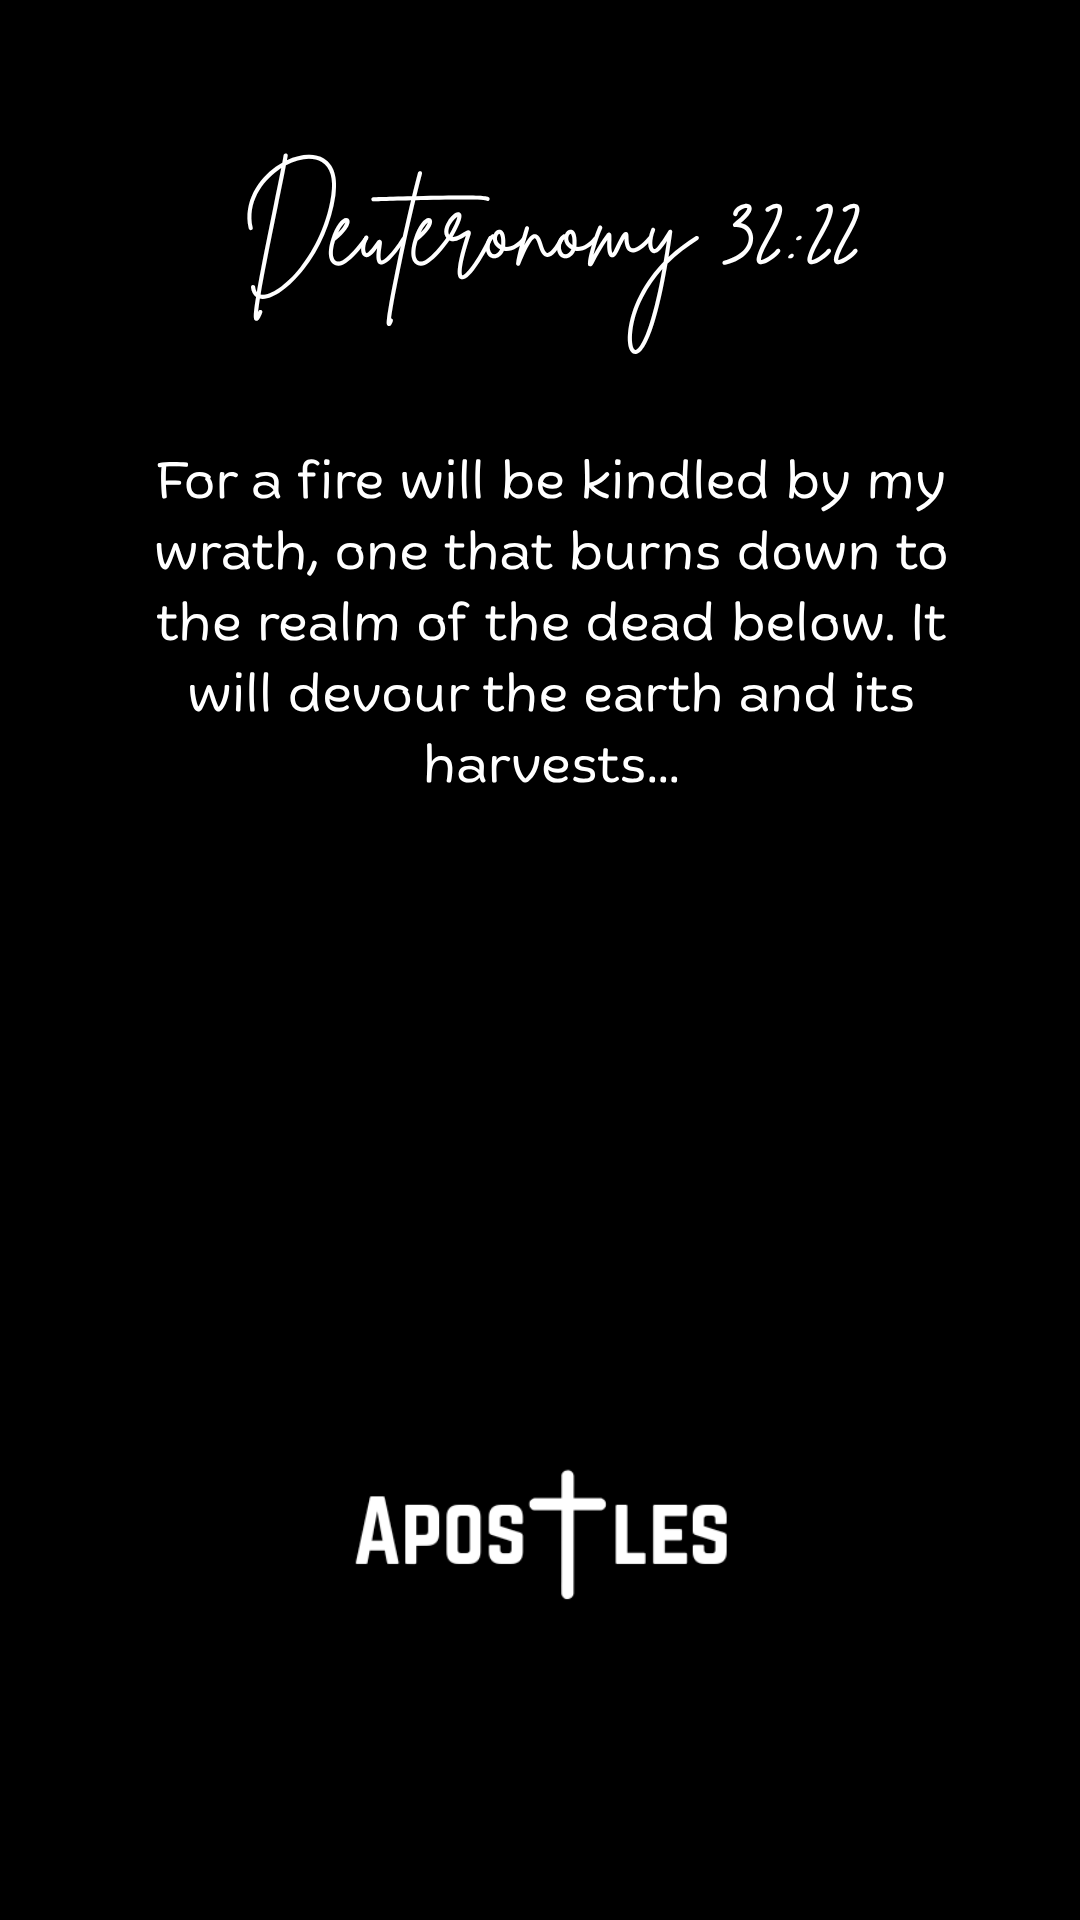 Deuteronomy 32:22
For a fire will be kindled by my
wrath, one that burns down to
the realm of the dead below. It
will devour the earth and its
harvests...
APOSTLES